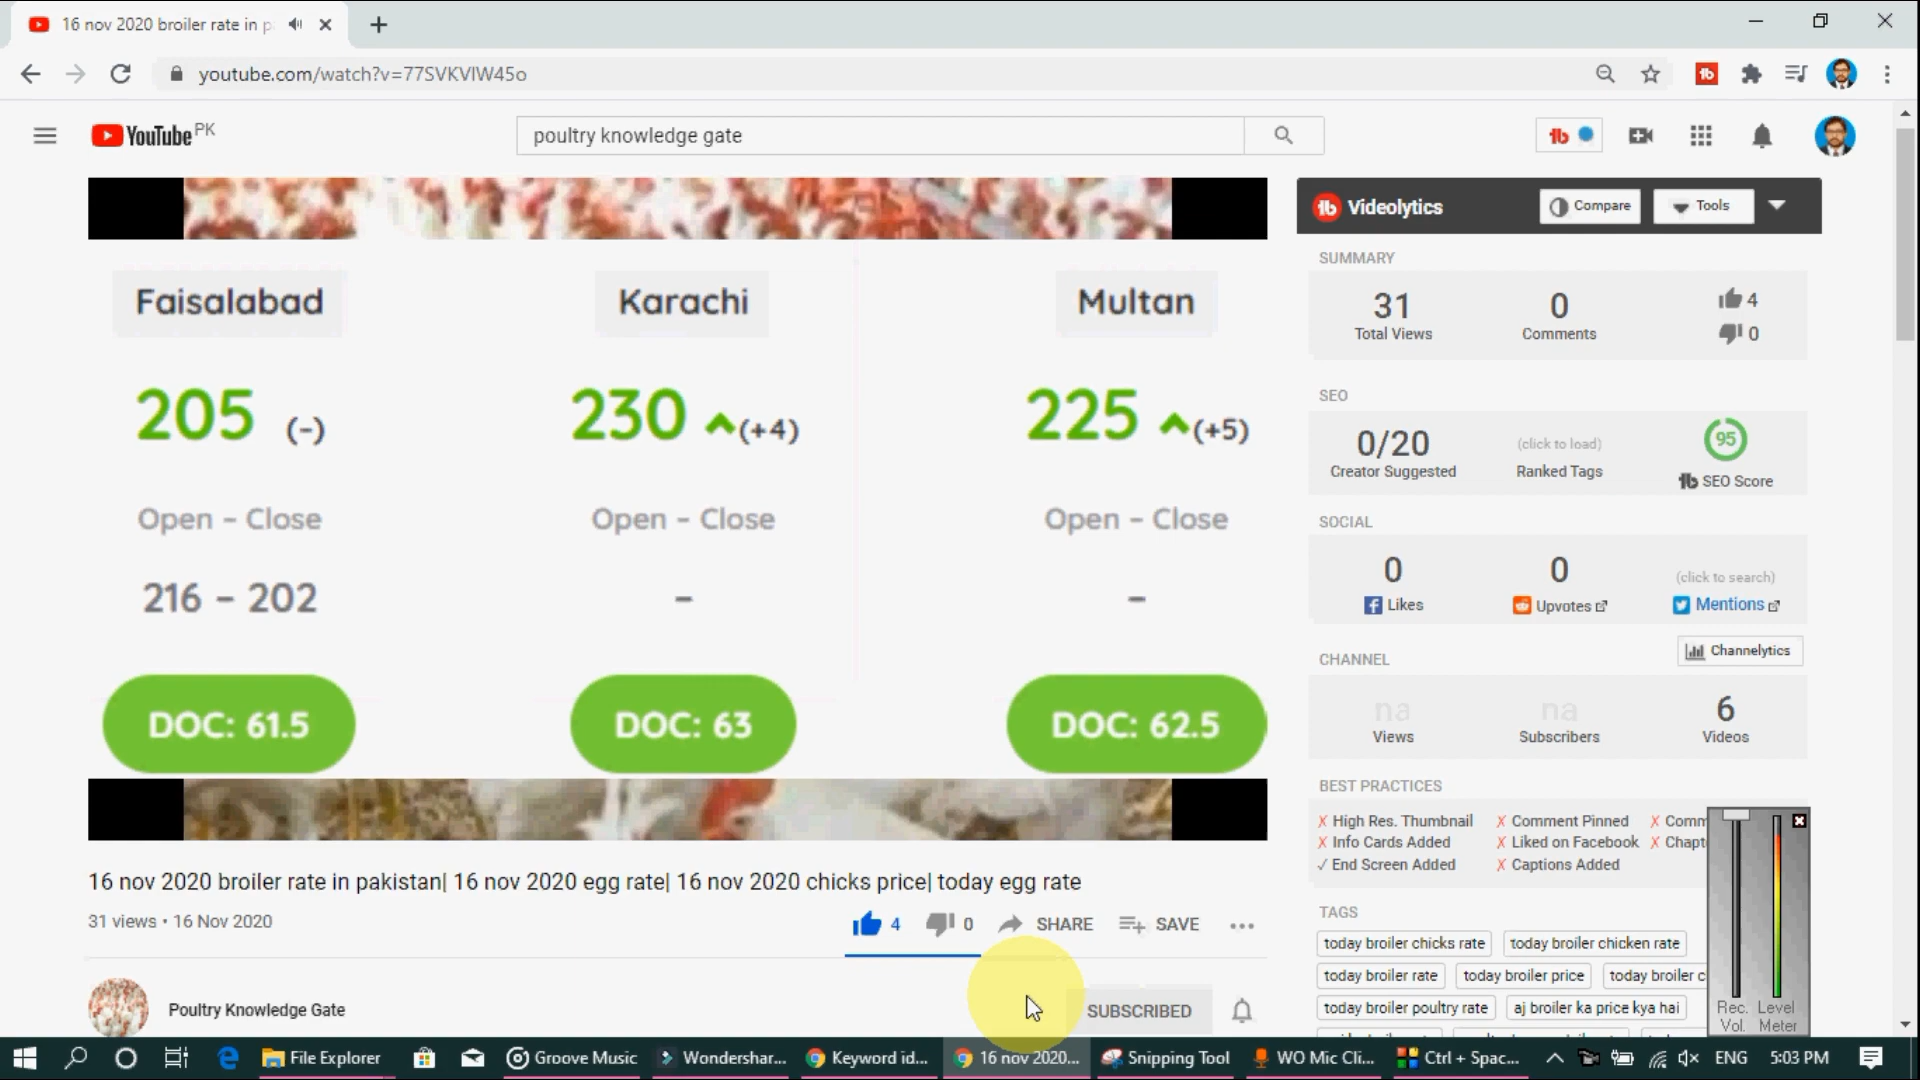 16 nov 2020 broiler rate in p
youtube.com/watch?v=77SVKVlW45o
YouTube PK
poultry knowledge gate
Faisalabad
Karachi
Multan
205 (-)
230 (+4)
225 (+5)
Open - Close
Open - Close
Open - Close
216 - 202
-
-
DOC: 61.5
DOC: 63
DOC: 62.5
16 nov 2020 broiler rate in pakistan| 16 nov 2020 egg rate| 16 nov 2020 chicks price| today egg rate
31 views • 16 Nov 2020
4
0
SHARE
SAVE
Poultry Knowledge Gate
SUBSCRIBED
Videolytics
Compare
Tools
SUMMARY
31
0
4
Total Views
Comments
0
SEO
0/20
(click to load)
95
Creator Suggested
Ranked Tags
SEO Score
SOCIAL
0
0
(click to search)
Likes
Upvotes
Mentions
CHANNEL
Channelytics
na
na
6
Views
Subscribers
Videos
BEST PRACTICES
X High Res. Thumbnail
X Comment Pinned
X Comm
X Info Cards Added
X Liked on Facebook
X Chapt
✓ End Screen Added
X Captions Added
TAGS
today broiler chicks rate
today broiler chicken rate
today broiler rate
today broiler price
today broiler c
today broiler poultry rate
aj broiler ka price kya hai
Rec. Vol.
Level Meter
File Explorer
Groove Music
Wondershar...
Keyword id...
16 nov 2020...
Snipping Tool
WO Mic Cli...
Ctrl + Spac...
ENG
5:03 PM